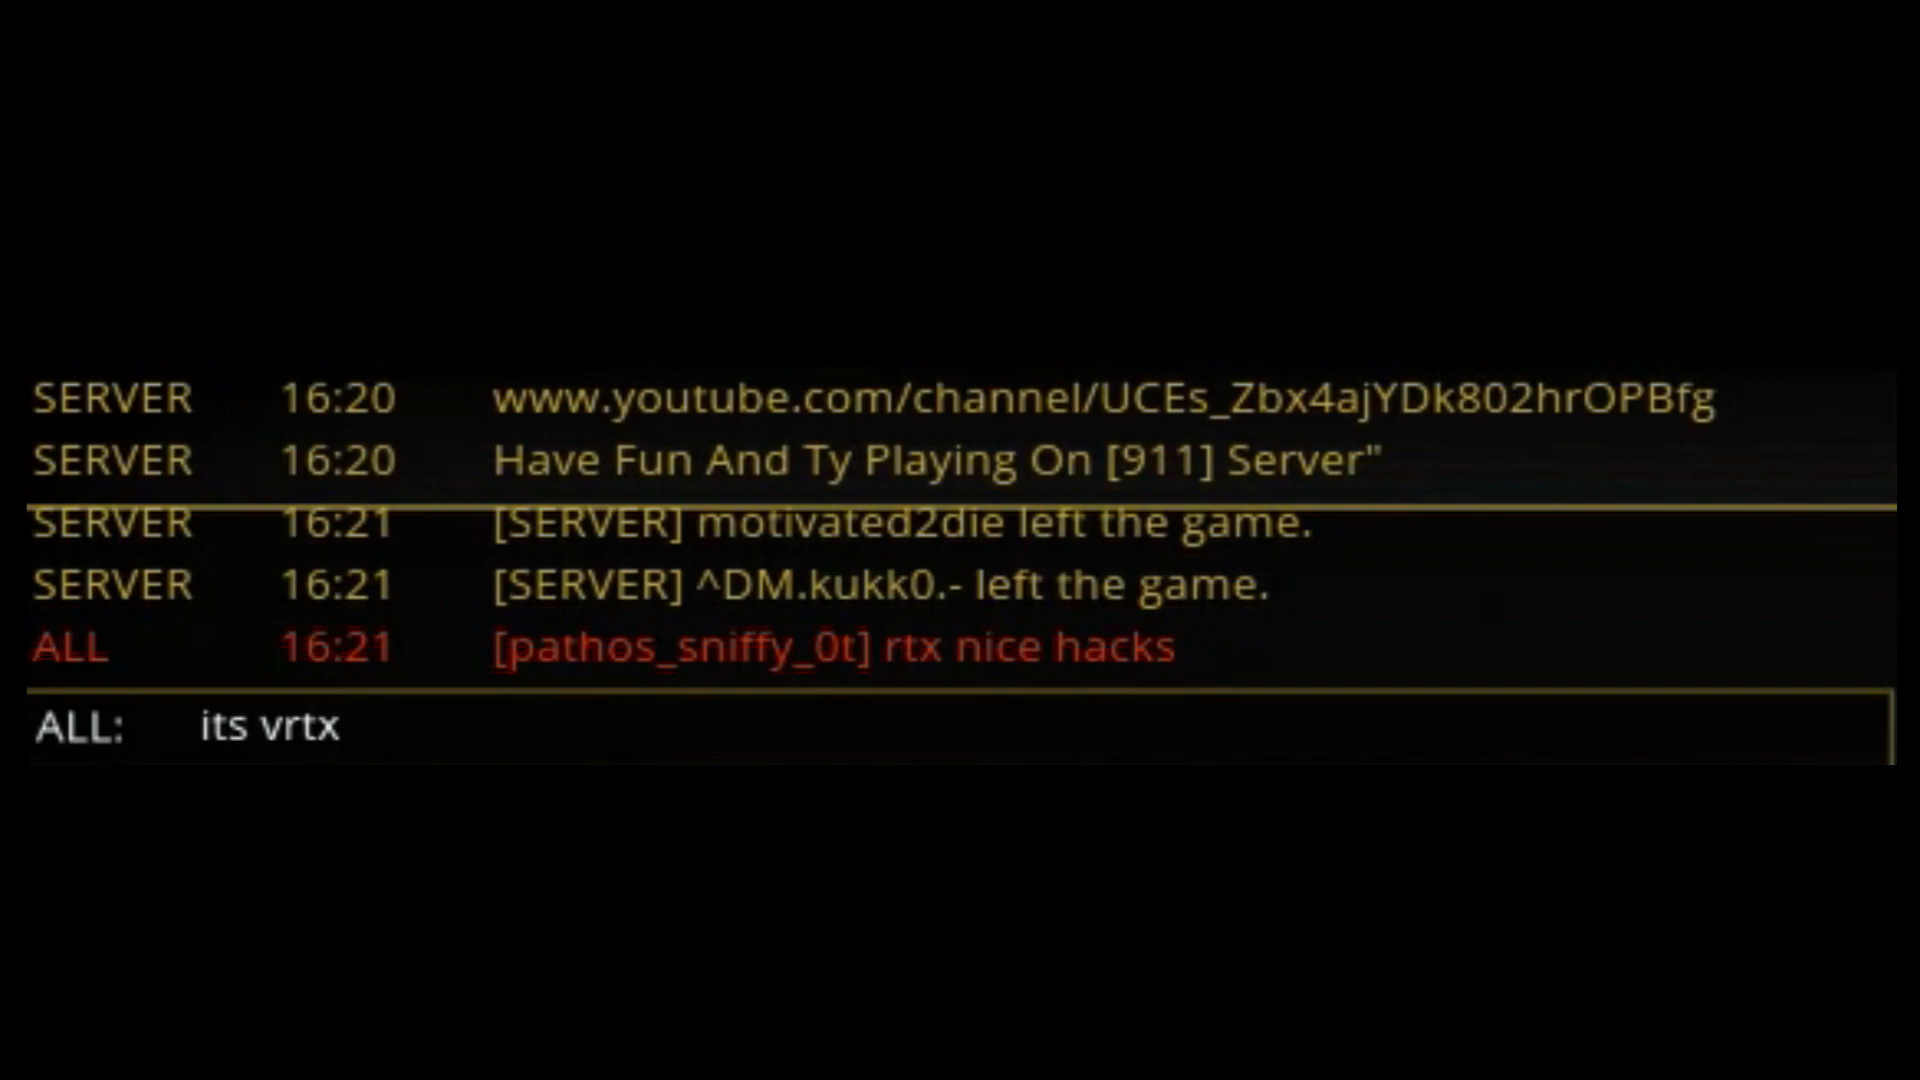 SERVER 16:20 www.youtube.com/channel/UCEs_Zbx4ajYDk802hrOPBfg
SERVER 16:20 Have Fun And Ty Playing On [911] Server"
SERVER 16:21 [SERVER] motivated2die left the game.
SERVER 16:21 [SERVER] ^DM.kukk0.- left the game.
ALL 16:21 [pathos_sniffy_0t] rtx nice hacks
ALL: its vrtx